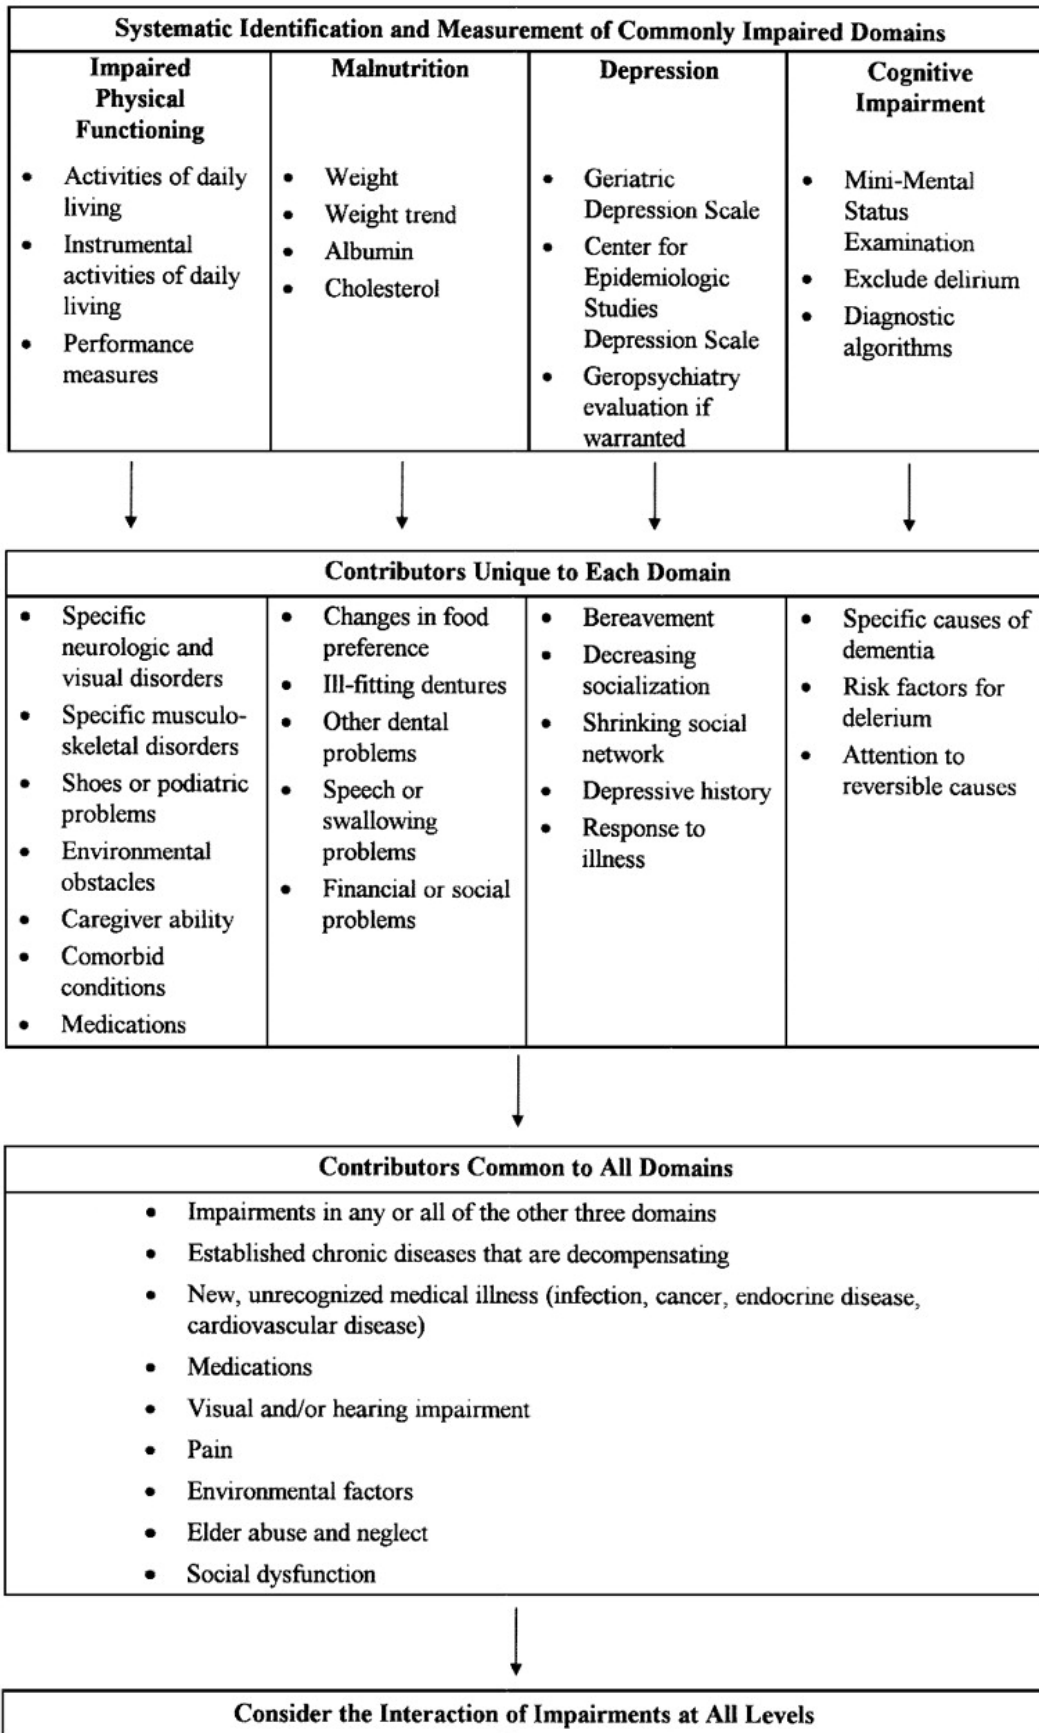 Systematic Identification and Measurement of Commonly Impaired Domains
Impaired
Physical
Functioning
• Activities of daily
living
• Instrumental
activities of daily
living
• Performance
measures
Malnutrition
• Weight
• Weight trend
• Albumin
• Cholesterol
Depression
• Geriatric
Depression Scale
• Center for
Epidemiologic
Studies
Depression Scale
• Geropsychiatry
evaluation if
warranted
Cognitive
Impairment
• Mini-Mental
Status
Examination
• Exclude delirium
• Diagnostic
algorithms
Contributors Unique to Each Domain
• Specific
neurologic and
visual disorders
• Specific musculo-
skeletal disorders
• Shoes or podiatric
problems
• Environmental
obstacles
• Caregiver ability
• Comorbid
conditions
• Medications
• Changes in food
preference
• Ill-fitting dentures
• Other dental
problems
• Speech or
swallowing
problems
• Financial or social
problems
• Bereavement
• Decreasing
socialization
• Shrinking social
network
• Depressive history
• Response to
illness
• Specific causes of
dementia
• Risk factors for
delerium
• Attention to
reversible causes
Contributors Common to All Domains
• Impairments in any or all of the other three domains
• Established chronic diseases that are decompensating
• New, unrecognized medical illness (infection, cancer, endocrine disease,
cardiovascular disease)
• Medications
• Visual and/or hearing impairment
• Pain
• Environmental factors
• Elder abuse and neglect
• Social dysfunction
Consider the Interaction of Impairments at All Levels